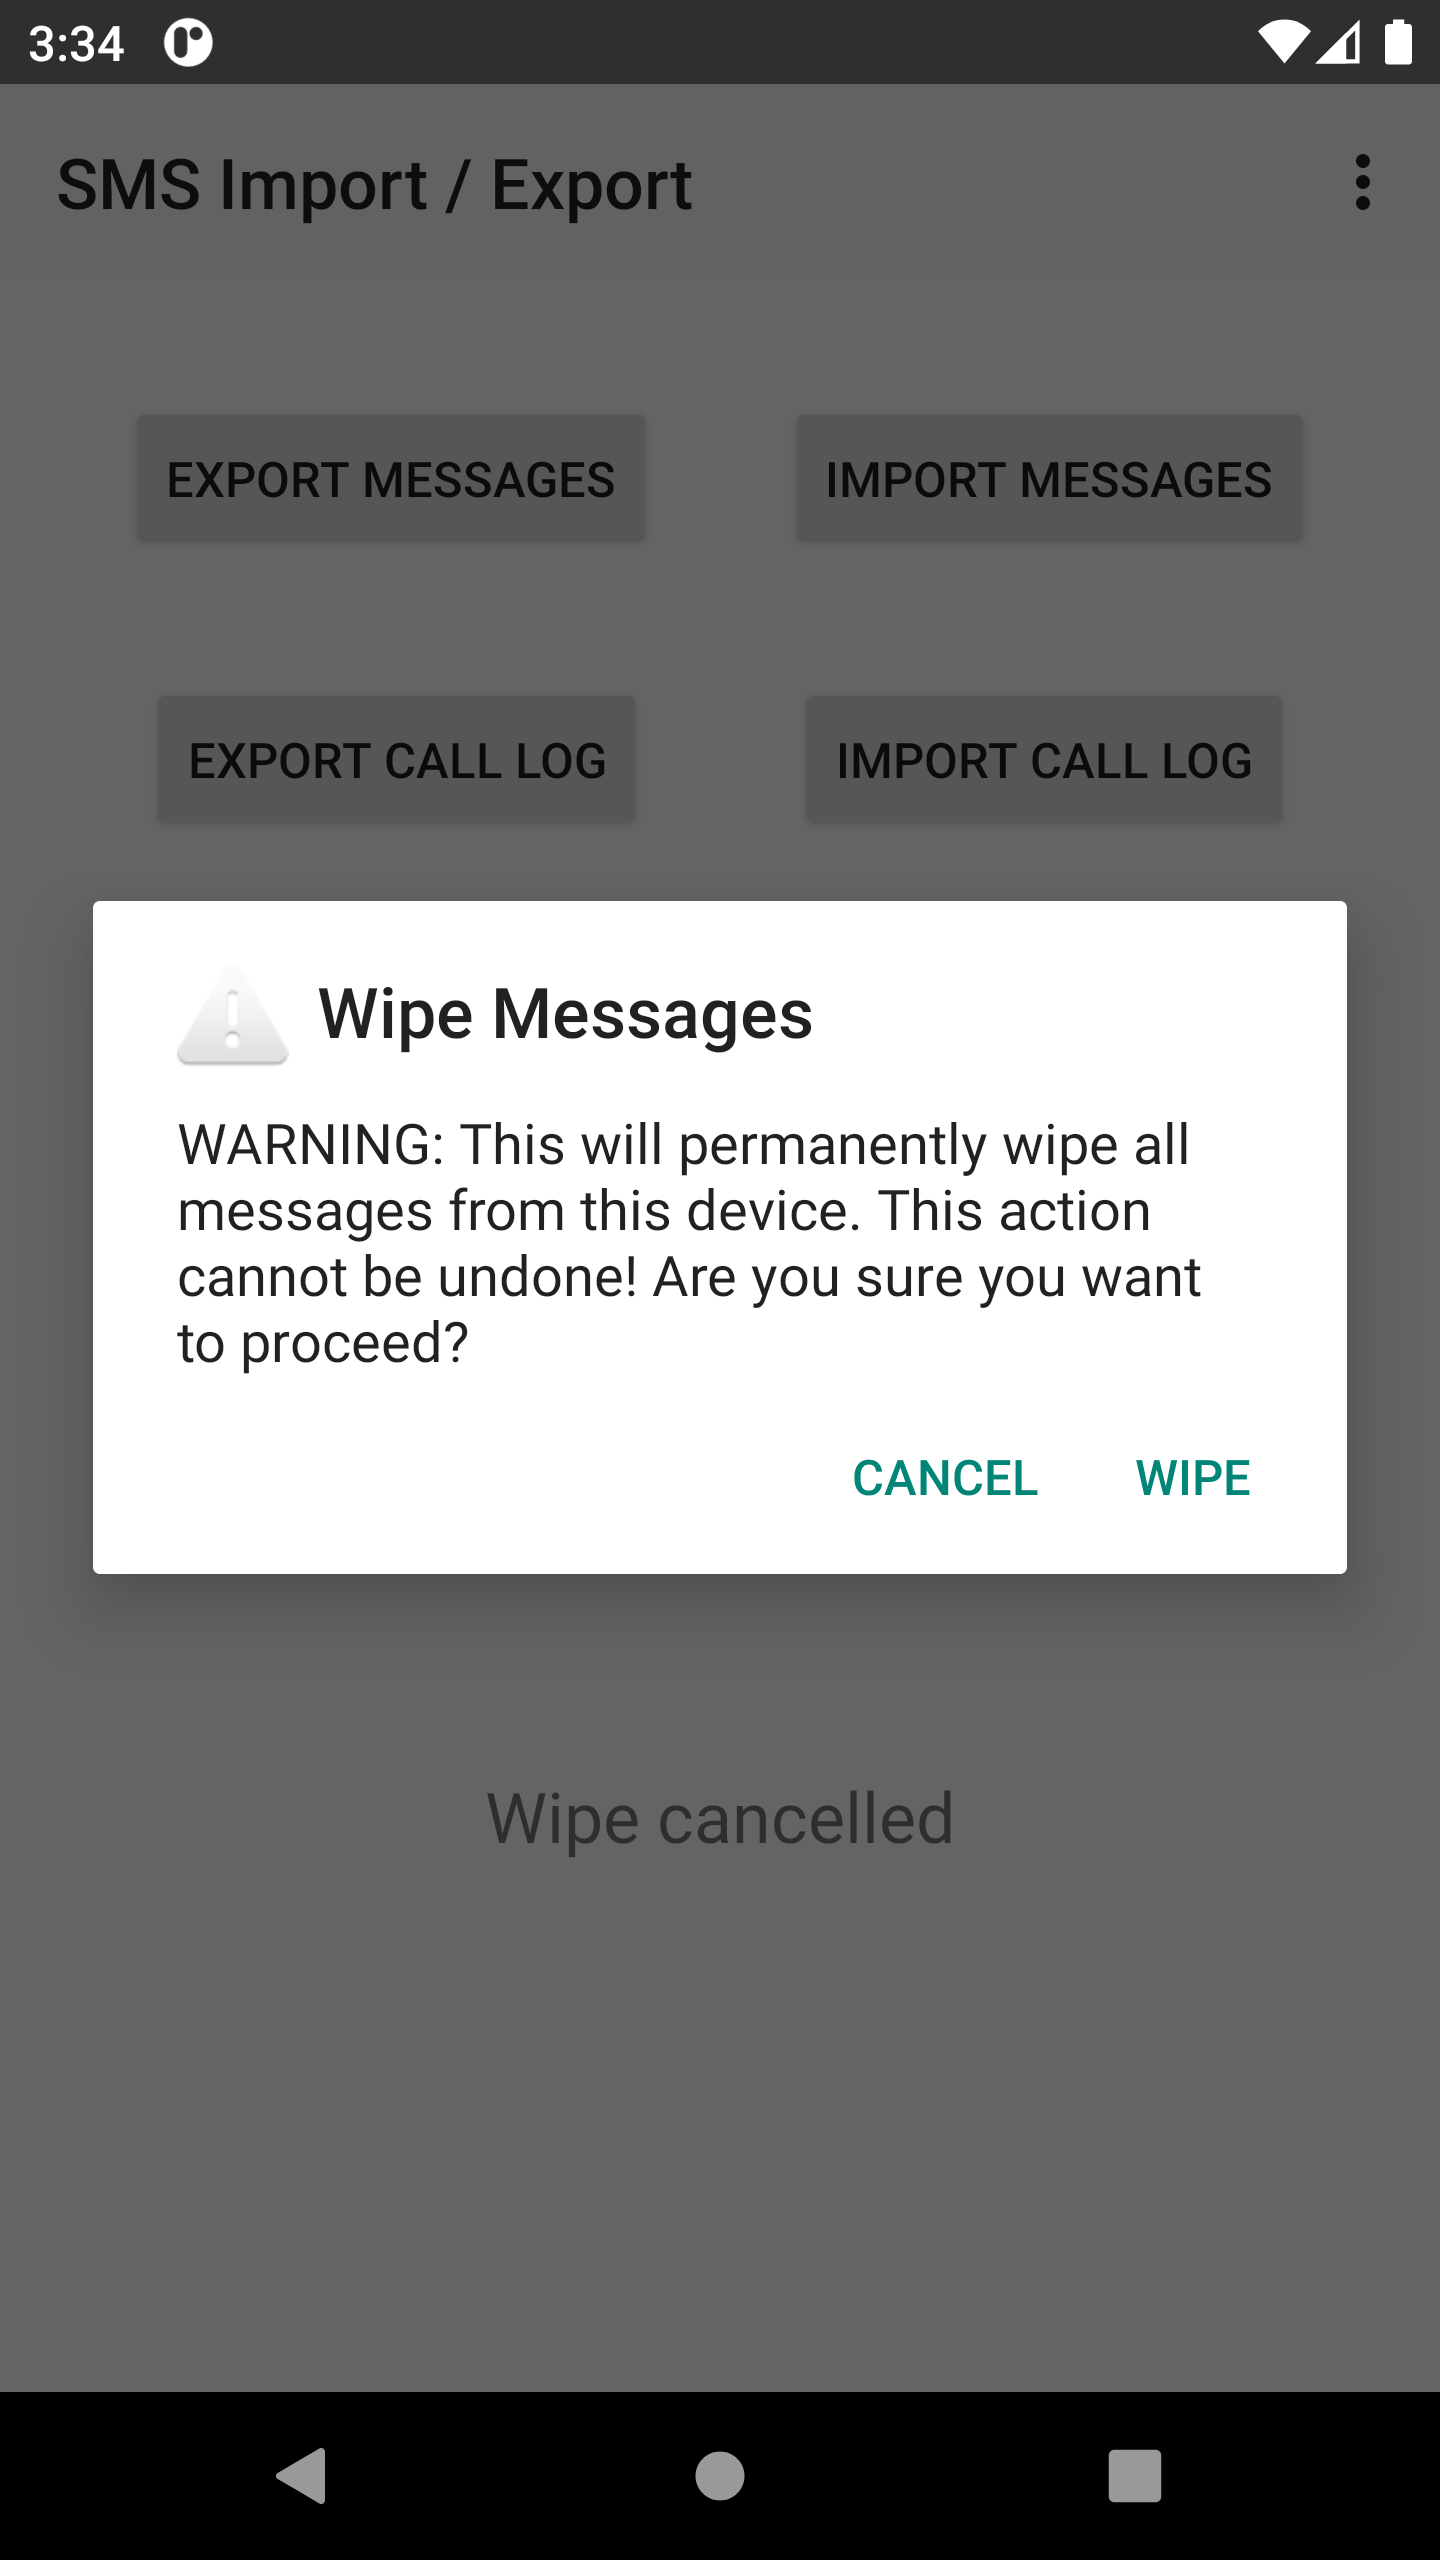 3:34
SMS Import / Export
EXPORT MESSAGES
IMPORT MESSAGES
EXPORT CALL LOG
IMPORT CALL LOG
Wipe Messages
WARNING: This will permanently wipe all
messages from this device. This action
cannot be undone! Are you sure you want
to proceed?
CANCEL
WIPE
Wipe cancelled